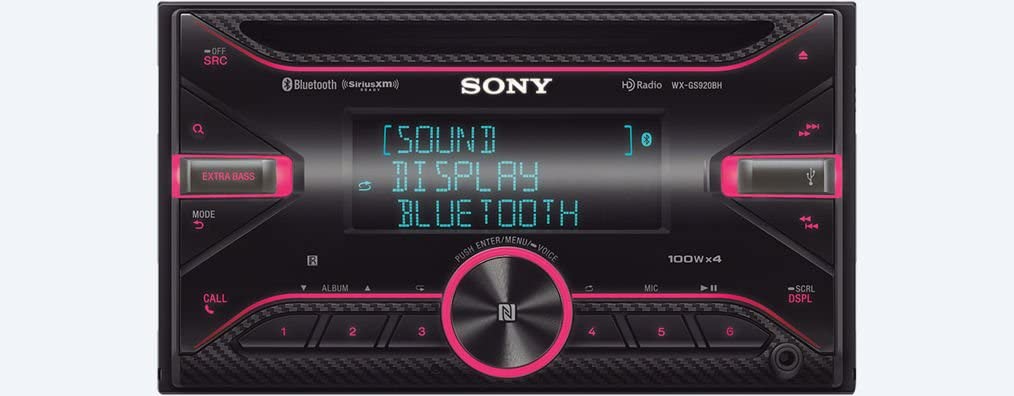 OFF
SRC
Bluetooth
SiriusXm
READY
SONY
HD Radio
WX-GS920BH
[SOUND ]
DISPLAY
BLUETOOTH
EXTRA BASS
MODE
PUSH ENTER/MENU/ VOICE
R
100W×4
CALL
ALBUM
MIC
SCRL
DSPL
1
2
3
N
4
5
6